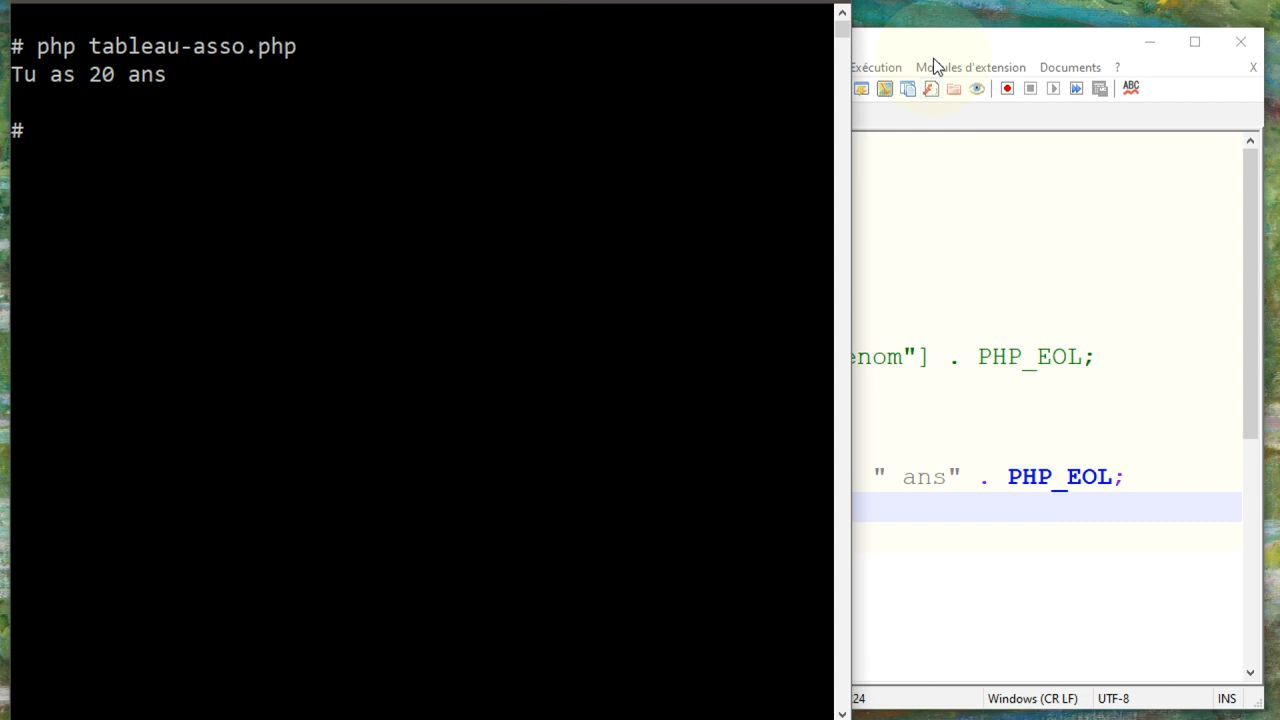 # php tableau-asso.php
Tu as 20 ans
#
Exécution Modules d'extension Documents ? X
ABC
enom"] . PHP_EOL;
" ans" . PHP_EOL;
24 Windows (CR LF) UTF-8 INS